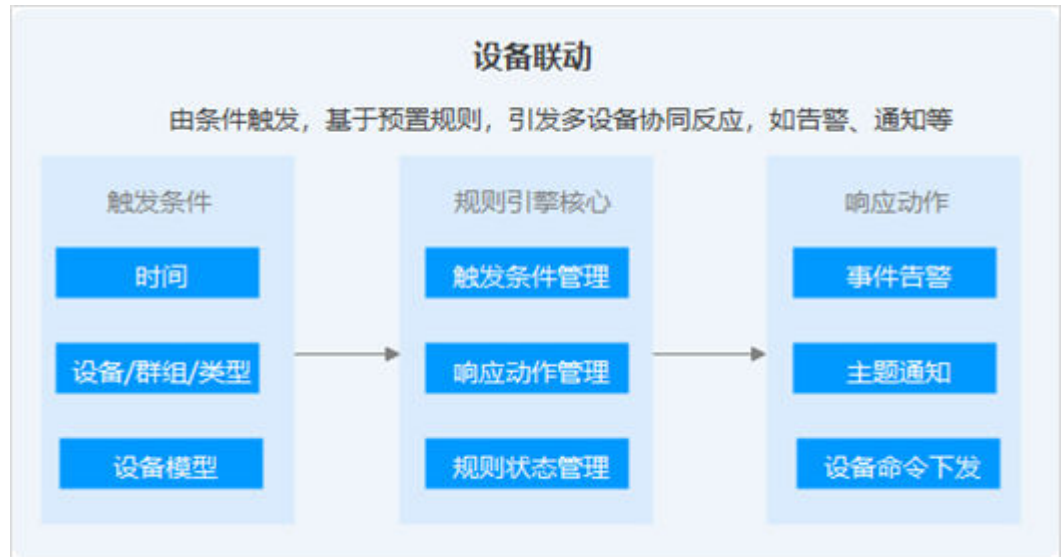 设备联动
由条件触发，基于预置规则，引发多设备协同反应，如告警、通知等
触发条件
时间
设备/群组/类型
设备模型
规则引擎核心
触发条件管理
响应动作管理
规则状态管理
响应动作
事件告警
主题通知
设备命令下发